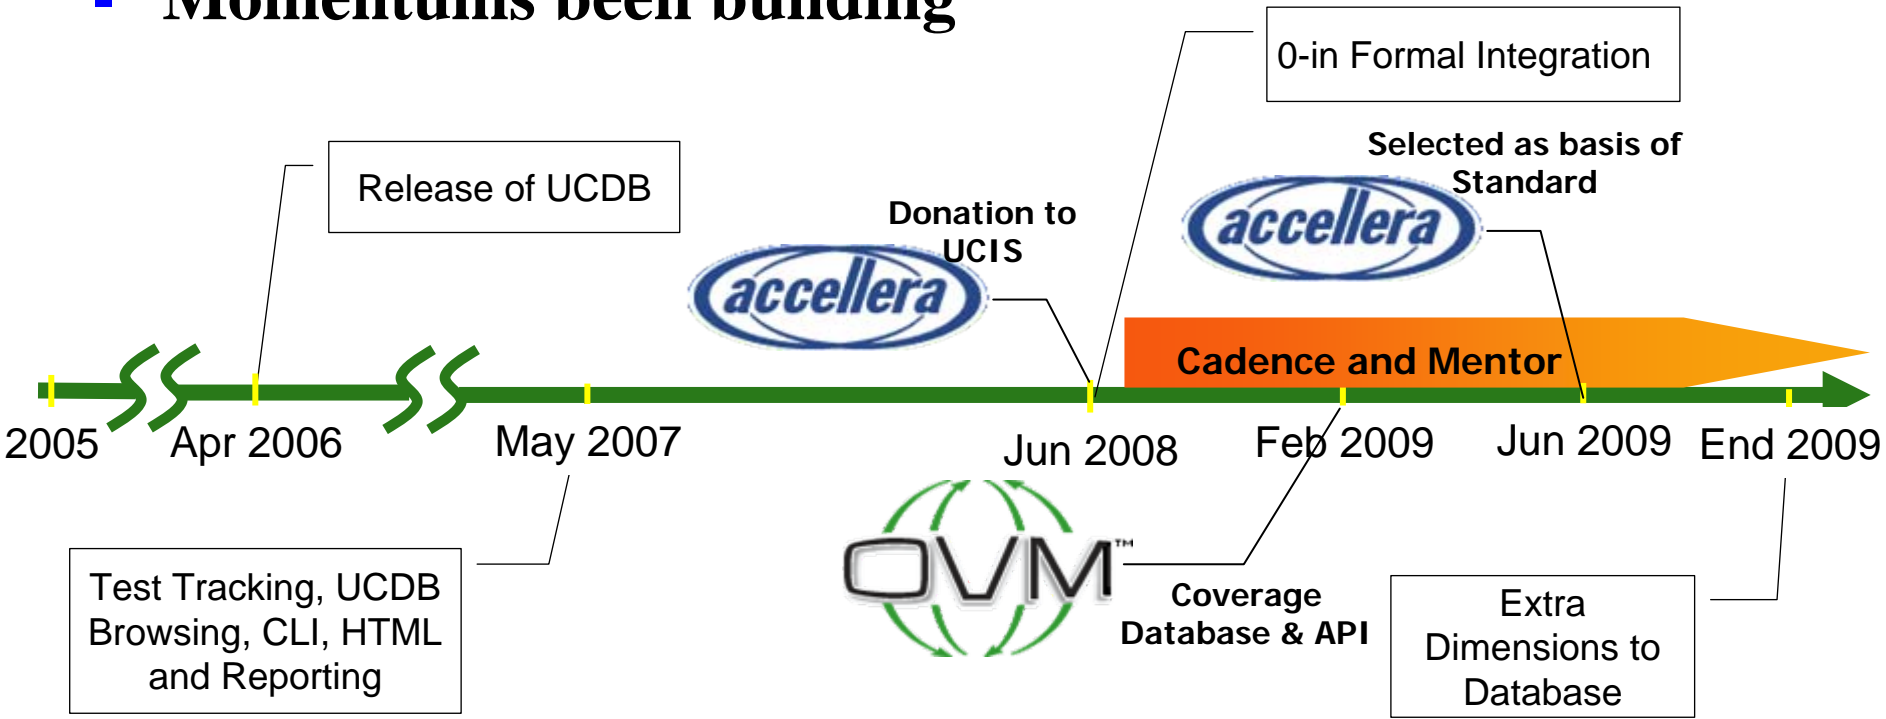 Momentums been building
0-in Formal Integration
Selected as basis of
Standard
Release of UCDB
Donation to
UCIS
accellera
accellera
Cadence and Mentor
2005
Apr 2006
May 2007
Jun 2008
Feb 2009
Jun 2009
End 2009
OVM™
Test Tracking, UCDB
Browsing, CLI, HTML
and Reporting
Coverage
Database & API
Extra
Dimensions to
Database